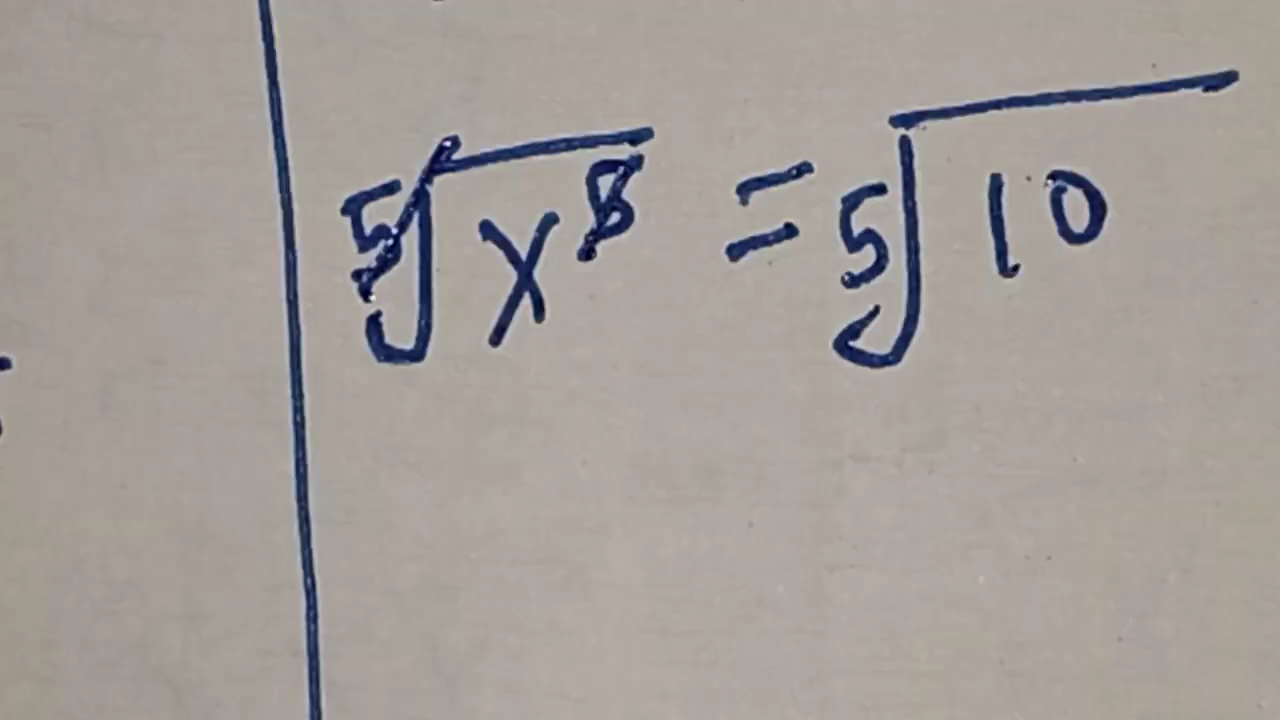 ⁵√x⁵ = ⁵√10